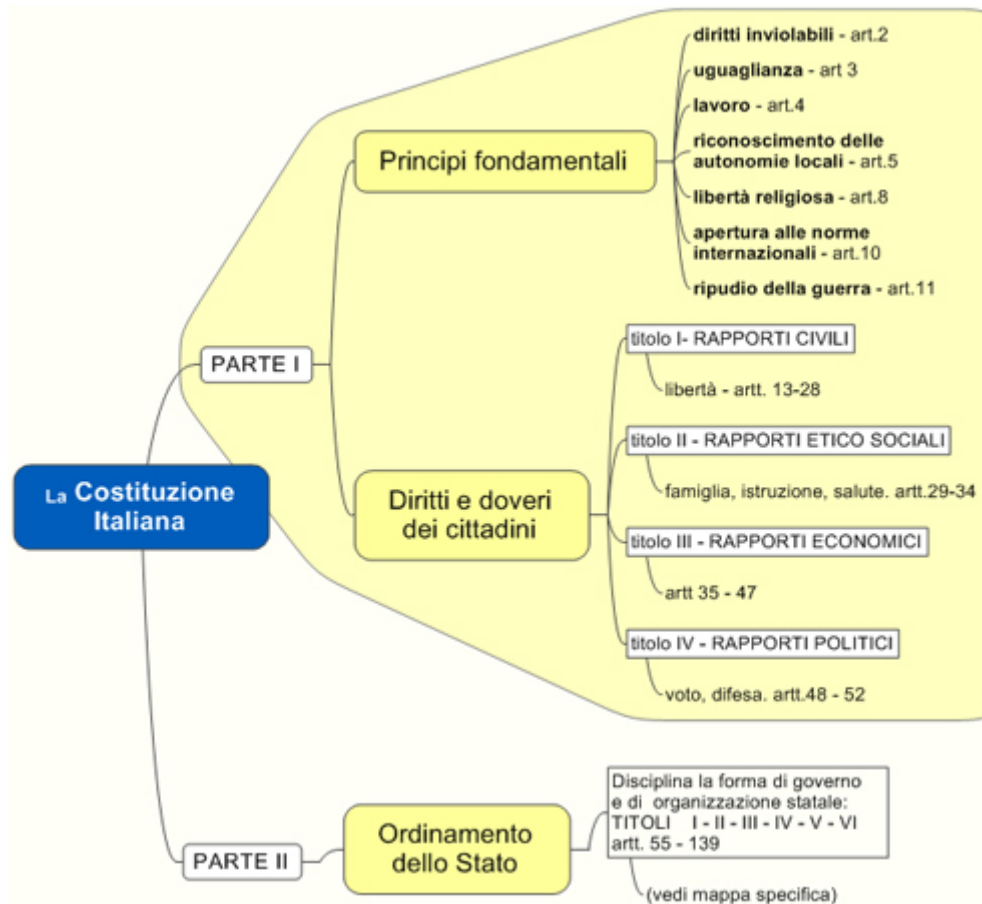 La Costituzione
Italiana
PARTE I
Principi fondamentali
diritti inviolabili - art.2
uguaglianza - art 3
lavoro - art.4
riconoscimento delle
autonomie locali - art.5
libertà religiosa - art.8
apertura alle norme
internazionali - art.10
ripudio della guerra - art.11
Diritti e doveri
dei cittadini
titolo I- RAPPORTI CIVILI
libertà - artt. 13-28
titolo II - RAPPORTI ETICO SOCIALI
famiglia, istruzione, salute. artt.29-34
titolo III - RAPPORTI ECONOMICI
artt 35 - 47
titolo IV - RAPPORTI POLITICI
voto, difesa. artt.48 - 52
PARTE II
Ordinamento
dello Stato
Disciplina la forma di governo
e di organizzazione statale:
TITOLI I - II - III - IV - V - VI
artt. 55 - 139
(vedi mappa specifica)